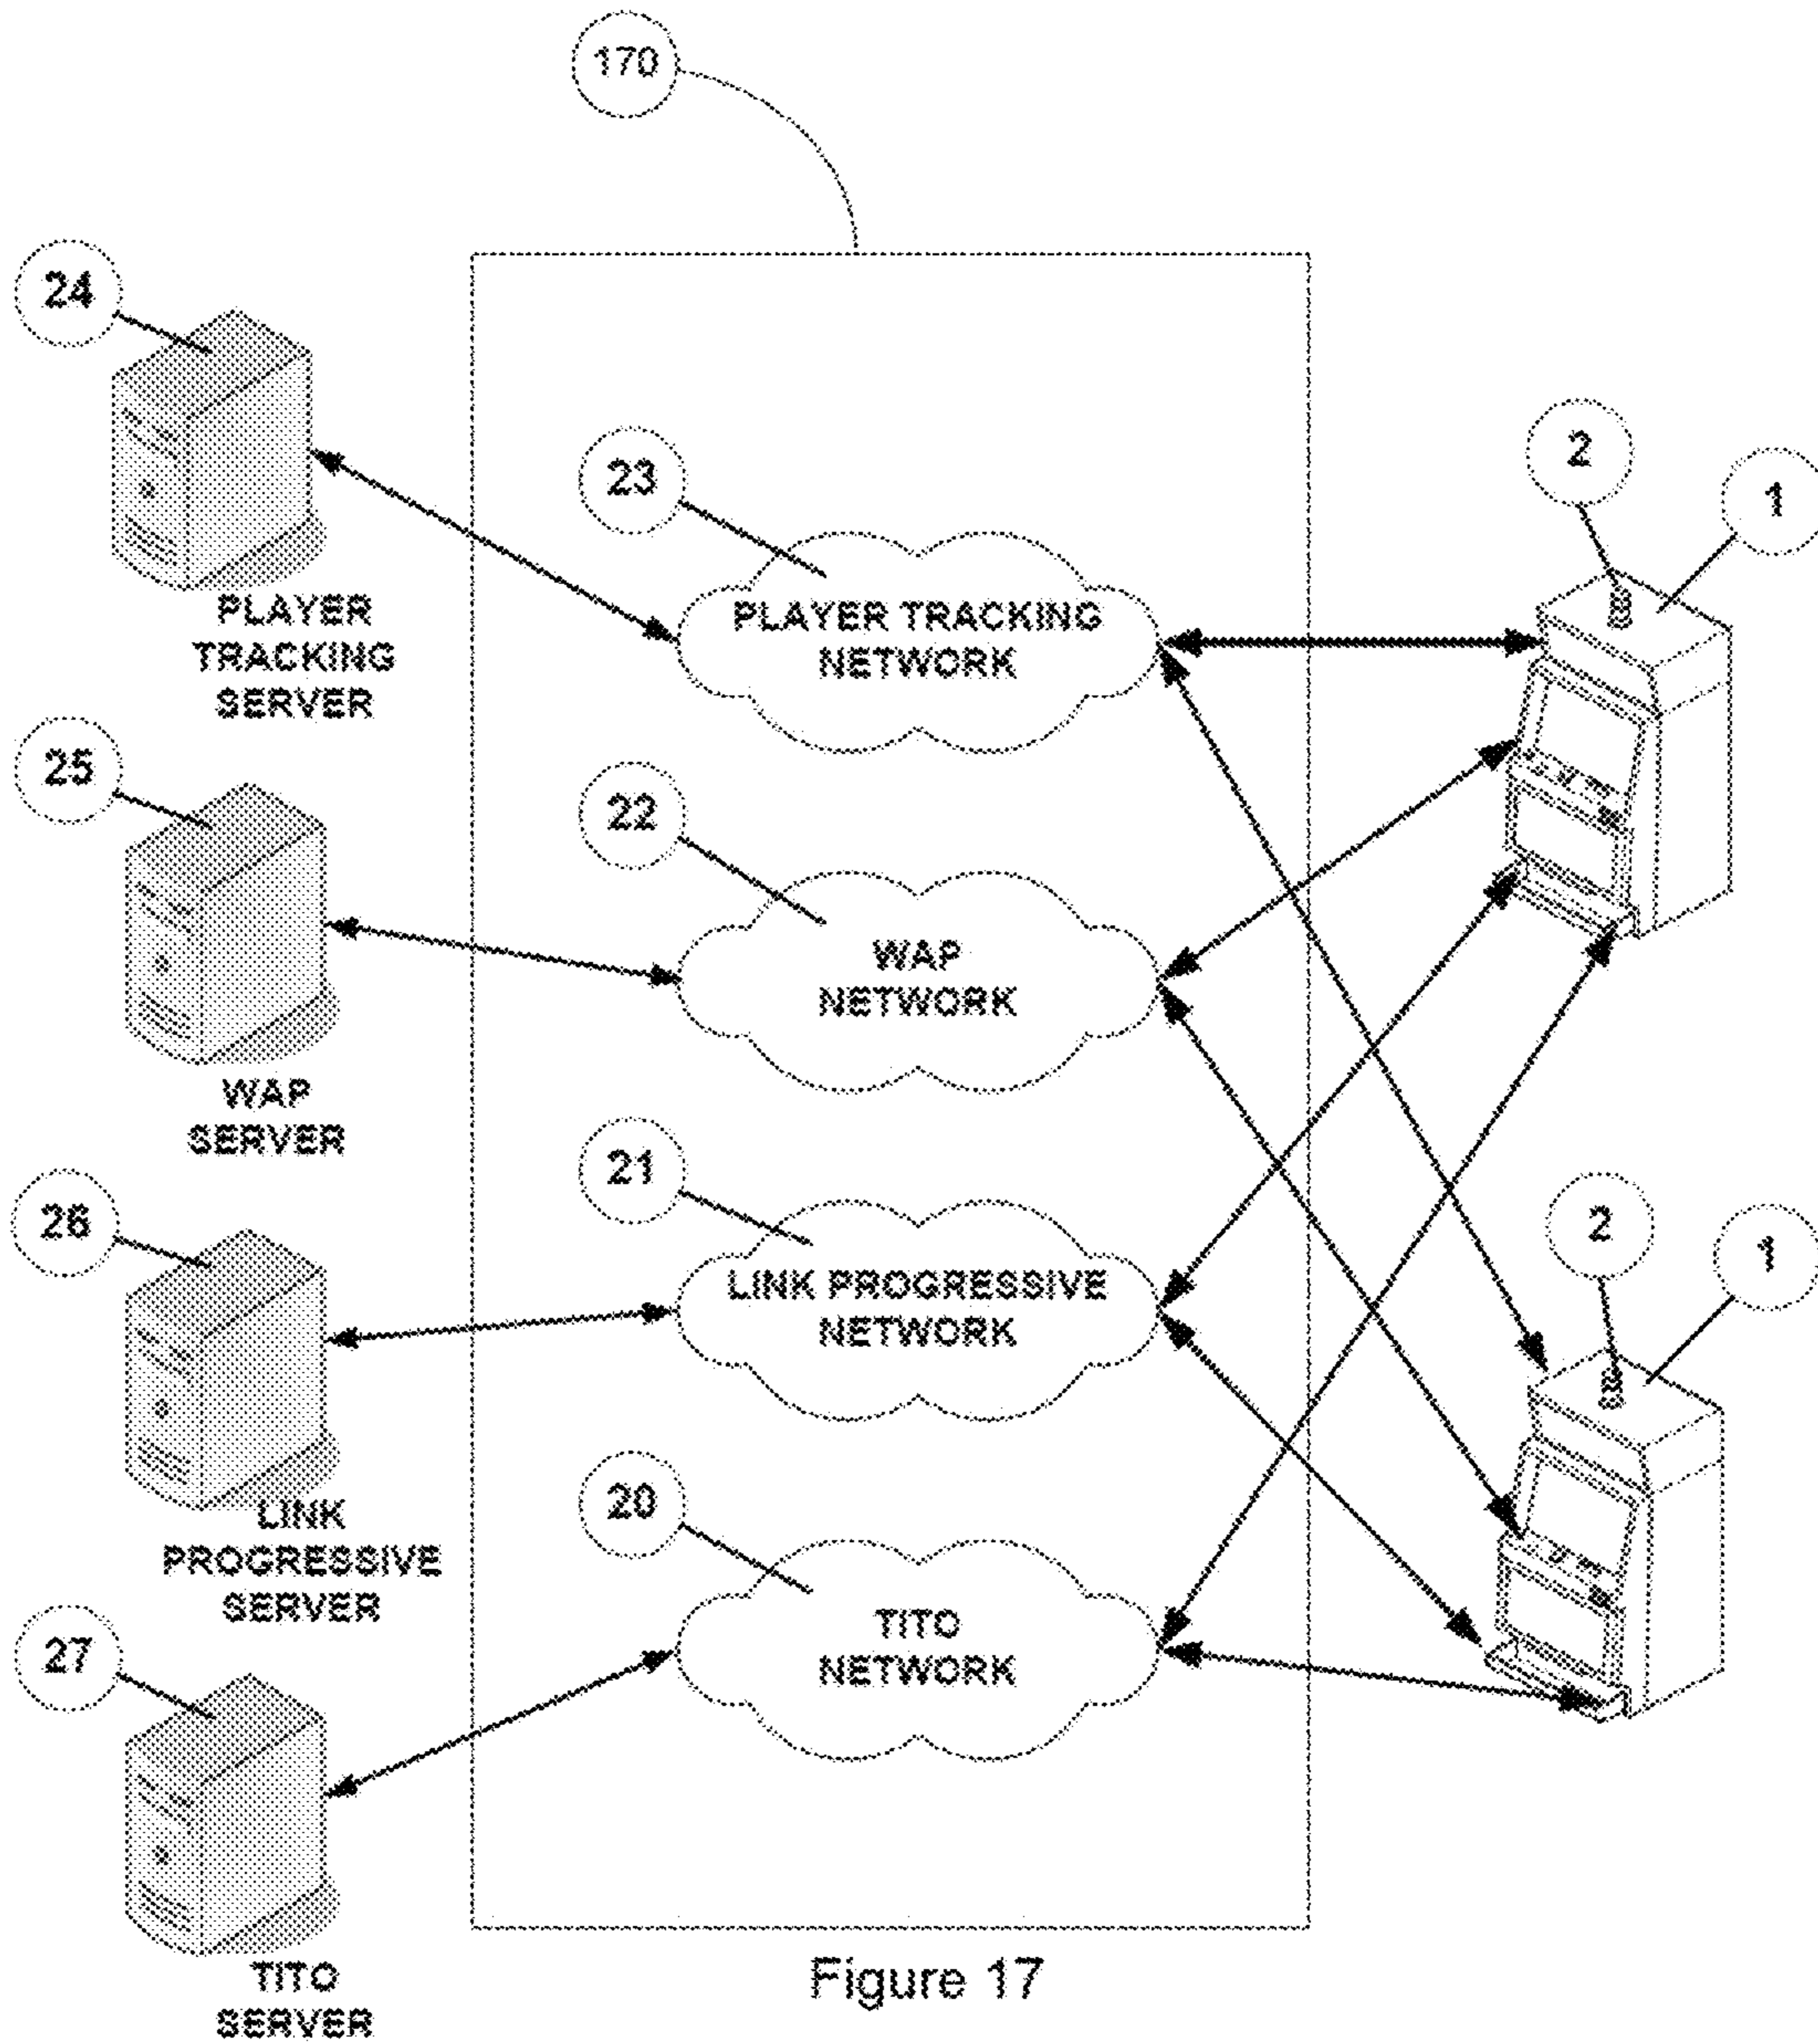 170
24
PLAYER
TRACKING
SERVER
23
PLAYER TRACKING
NETWORK
2
1
25
WAP
SERVER
22
WAP
NETWORK
26
LINK
PROGRESSIVE
SERVER
21
LINK PROGRESSIVE
NETWORK
2
1
27
TITO
SERVER
20
TITO
NETWORK
Figure 17